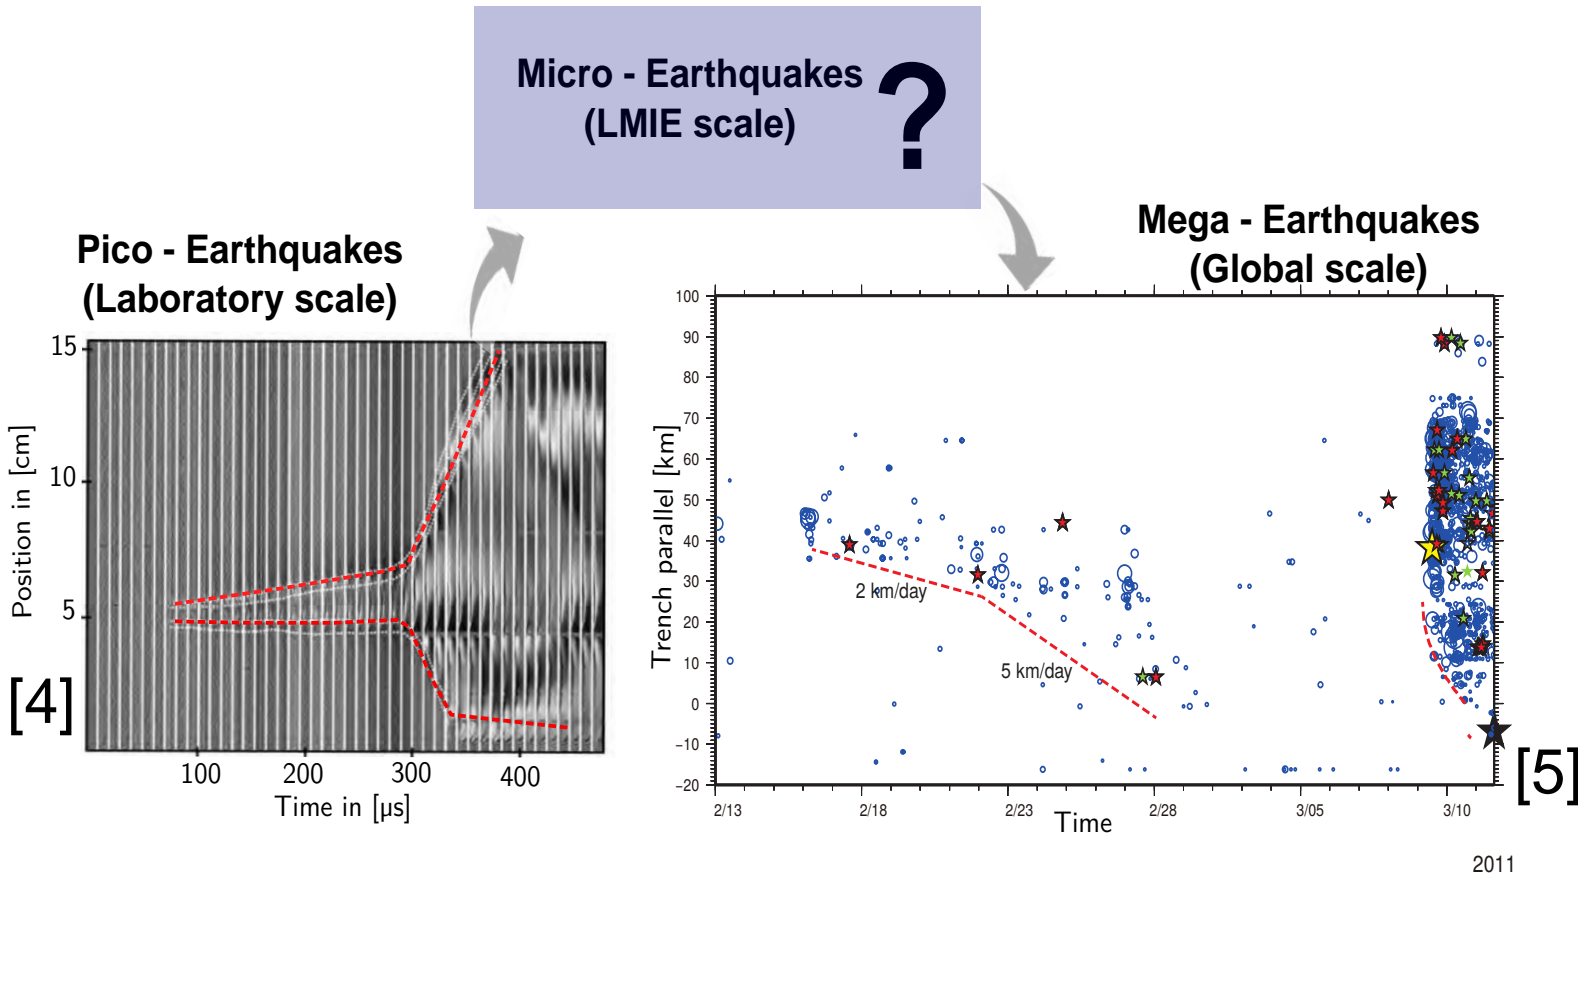 Micro - Earthquakes
(LMIE scale)
?
Pico - Earthquakes
(Laboratory scale)
Mega - Earthquakes
(Global scale)
15
10
5
Position in [cm]
100
200
300
400
Time in [µs]
[4]
100
90
80
70
60
50
40
30
20
10
0
−10
−20
Trench parallel [km]
2 km/day
5 km/day
2/13
2/18
2/23
2/28
3/05
3/10
Time
2011
[5]